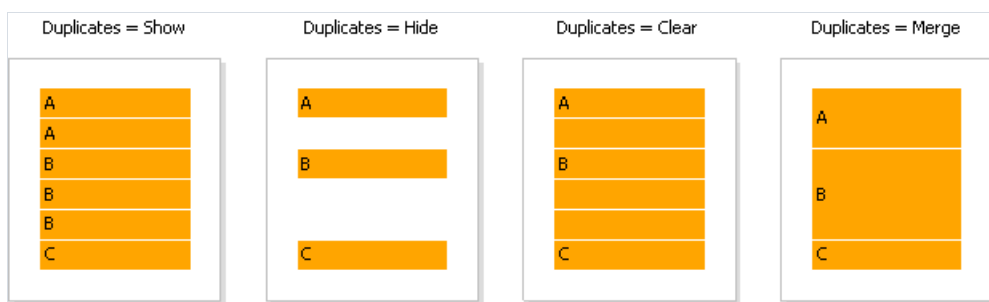 Duplicates = Show
A
A
B
B
B
C
Duplicates = Hide
A
B
C
Duplicates = Clear
A
B
C
Duplicates = Merge
A
B
C